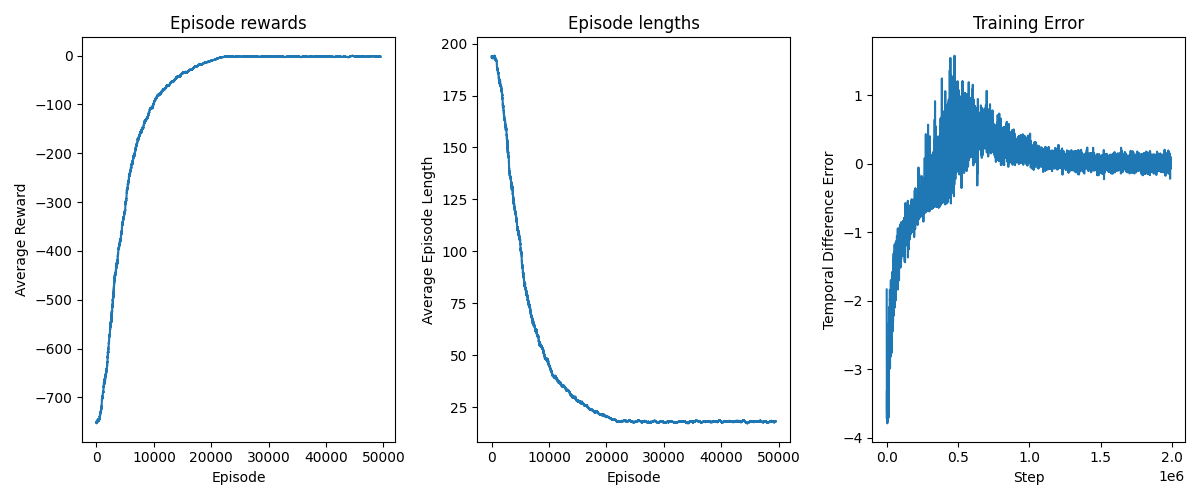 Episode rewards
0
−100
−200
−300
−400
−500
−600
−700
Average Reward
0 10000 20000 30000 40000 50000
Episode
Episode lengths
200
175
150
125
100
75
50
25
Average Episode Length
0 10000 20000 30000 40000 50000
Episode
Training Error
1
0
−1
−2
−3
−4
Temporal Difference Error
0.0 0.5 1.0 1.5 2.0
1e6
Step